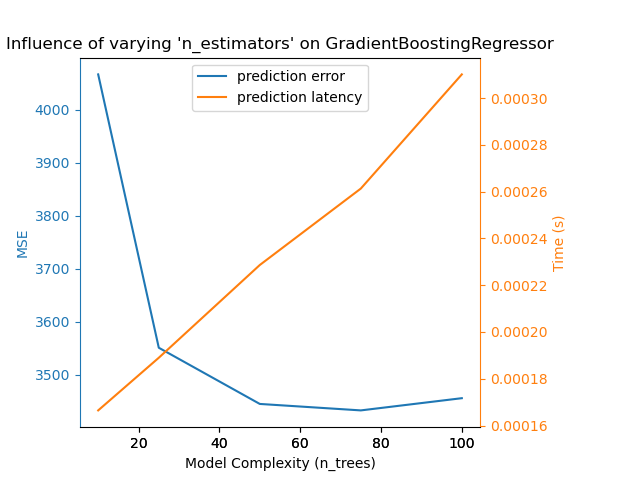 Influence of varying 'n_estimators' on GradientBoostingRegressor
prediction error
prediction latency
MSE
4000
3900
3800
3700
3600
3500
0.00030
0.00028
0.00026
0.00024
0.00022
0.00020
0.00018
0.00016
Time (s)
20 40 60 80 100
Model Complexity (n_trees)